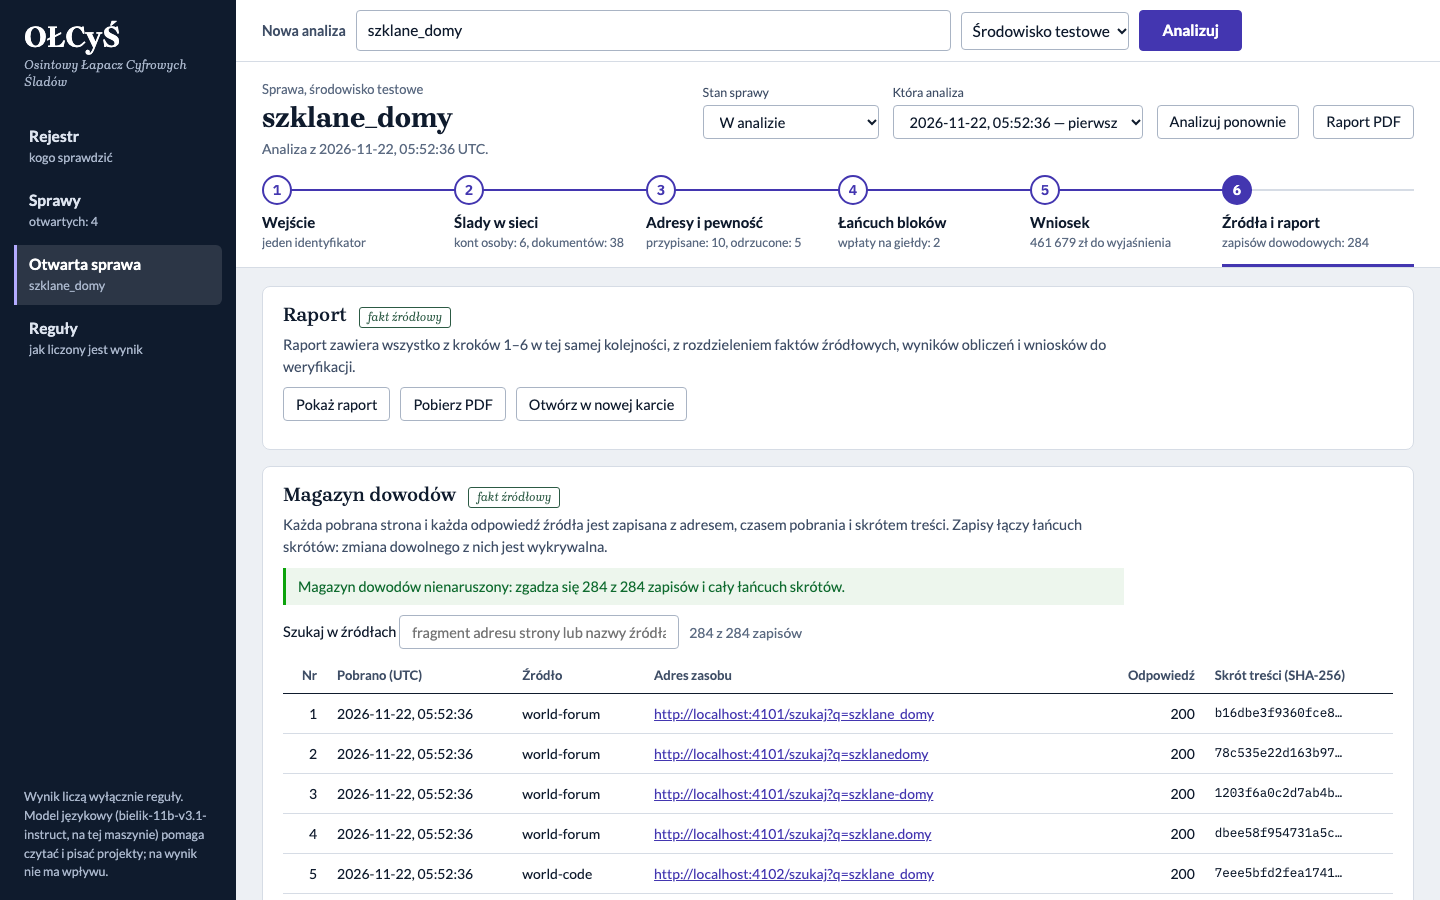 OŁCyŚ
Osintowy Łapacz Cyfrowych
Śladów
Rejestr
kogo sprawdzić
Sprawy
otwartych: 4
Otwarta sprawa
szklane_domy
Reguły
jak liczony jest wynik
Wynik liczą wyłącznie reguły.
Model językowy (bielik-11b-v3.1-
instruct, na tej maszynie) pomaga
czytać i pisać projekty; na wynik
nie ma wpływu.
Nowa analiza szklane_domy Środowisko testowe Analizuj
Sprawa, środowisko testowe
szklane_domy
Analiza z 2026-11-22, 05:52:36 UTC.
Stan sprawy Która analiza
W analizie 2026-11-22, 05:52:36 — pierwsz Analizuj ponownie Raport PDF
1 2 3 4 5 6
Wejście Ślady w sieci Adresy i pewność Łańcuch bloków Wniosek Źródła i raport
jeden identyfikator kont osoby: 6, dokumentów: 38 przypisane: 10, odrzucone: 5 wpłaty na giełdy: 2 461 679 zł do wyjaśnienia zapisów dowodowych: 284
Raport fakt źródłowy
Raport zawiera wszystko z kroków 1–6 w tej samej kolejności, z rozdzieleniem faktów źródłowych, wyników obliczeń i wniosków do
weryfikacji.
Pokaż raport Pobierz PDF Otwórz w nowej karcie
Magazyn dowodów fakt źródłowy
Każda pobrana strona i każda odpowiedź źródła jest zapisana z adresem, czasem pobrania i skrótem treści. Zapisy łączy łańcuch
skrótów: zmiana dowolnego z nich jest wykrywalna.
Magazyn dowodów nienaruszony: zgadza się 284 z 284 zapisów i cały łańcuch skrótów.
Szukaj w źródłach fragment adresu strony lub nazwy źródła 284 z 284 zapisów
Nr Pobrano (UTC) Źródło Adres zasobu Odpowiedź Skrót treści (SHA-256)
1 2026-11-22, 05:52:36 world-forum http://localhost:4101/szukaj?q=szklane_domy 200 b16dbe3f9360fce8…
2 2026-11-22, 05:52:36 world-forum http://localhost:4101/szukaj?q=szklanedomy 200 78c535e22d163b97…
3 2026-11-22, 05:52:36 world-forum http://localhost:4101/szukaj?q=szklane-domy 200 1203f6a0c2d7ab4b…
4 2026-11-22, 05:52:36 world-forum http://localhost:4101/szukaj?q=szklane.domy 200 dbee58f954731a5c…
5 2026-11-22, 05:52:36 world-code http://localhost:4102/szukaj?q=szklane_domy 200 7eee5bfd2fea1741…